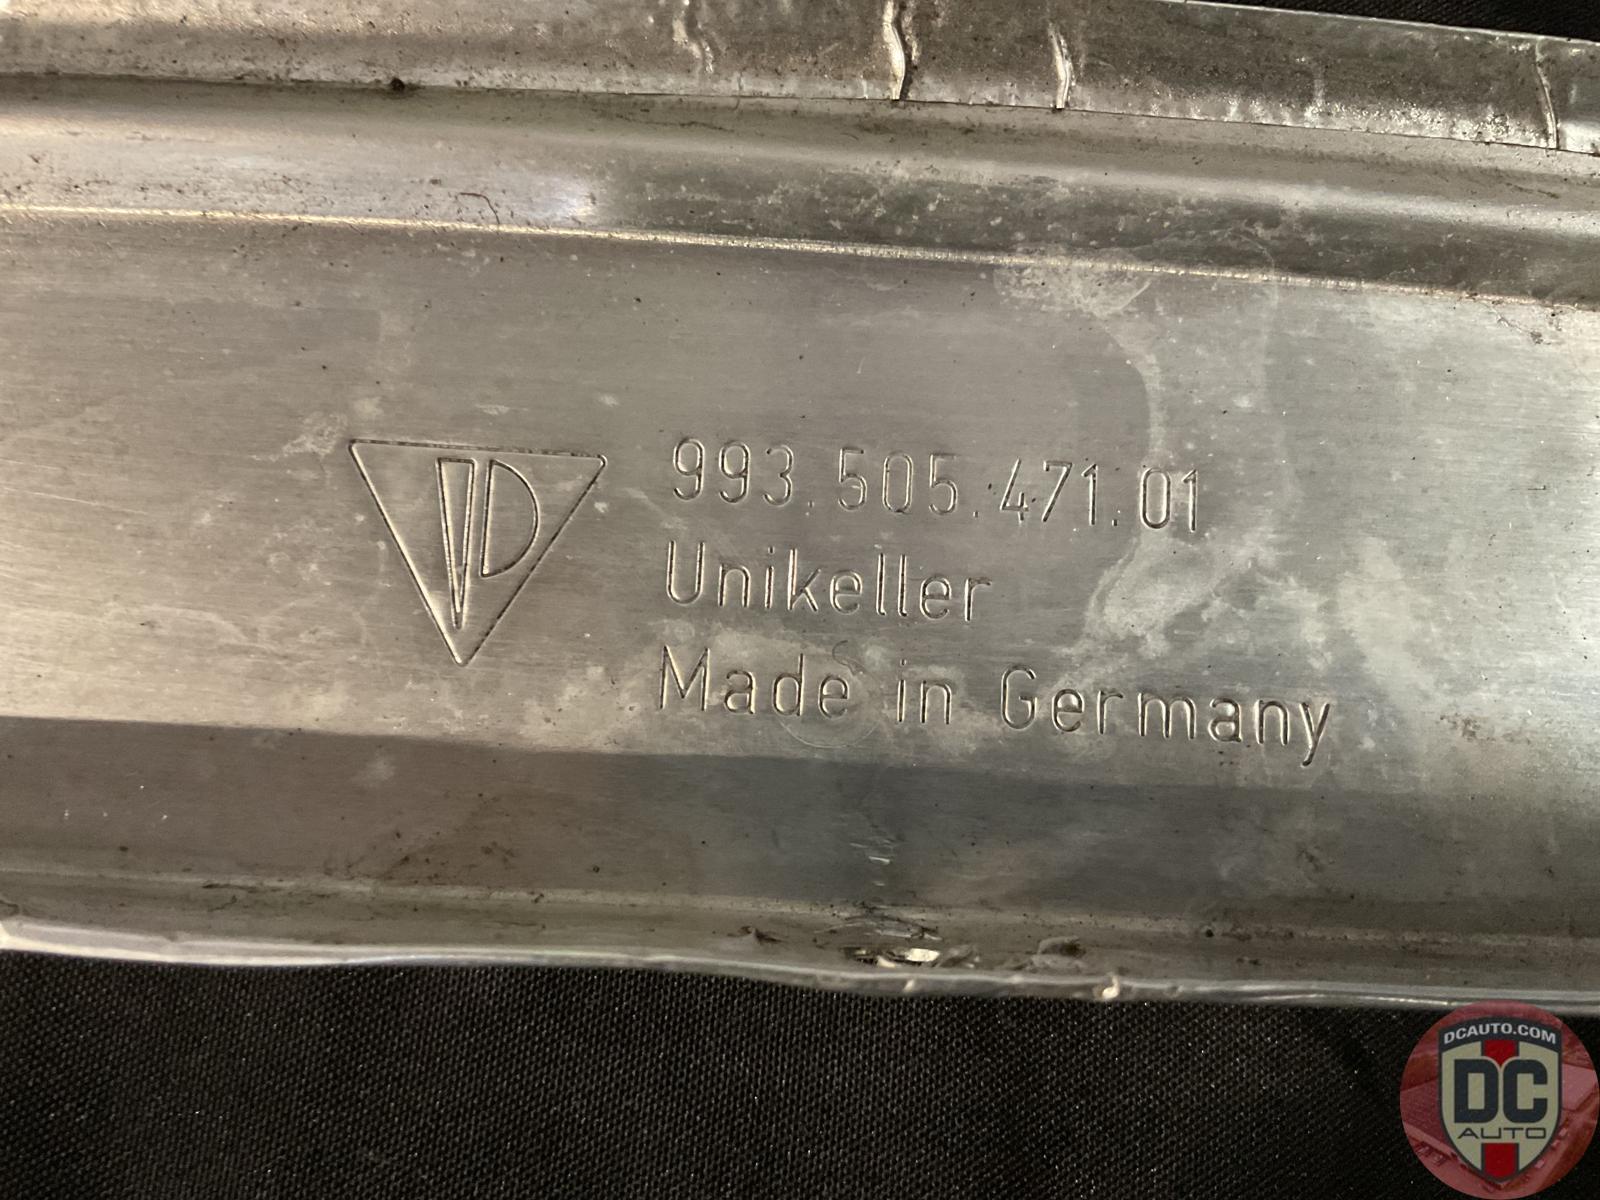 993.505.471.01
Unikeller
Made in Germany
DCAUTO.COM
DC
AUTO